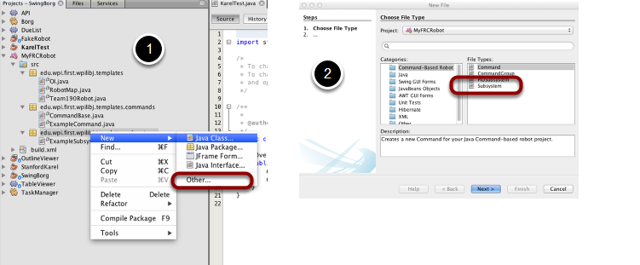 Projects - SwingBorg
Files
Services
API
Borg
DueList
FakeRobot
KarelTest
MyFRCRobot
src
edu.wpi.first.wpilibj.templates
OI.java
RobotMap.java
Team190Robot.java
edu.wpi.first.wpilibj.templates.commands
CommandBase.java
ExampleCommand.java
edu.wpi.first.wpilibj.templates
ExampleSubsy
build.xml
OutlineViewer
StanfordKarel
SwingBorg
TableViewer
TaskManager
New
Find... ⌘F
Cut ⌘X
Copy ⌘C
Paste ⌘V
Delete Delete
Refactor
Compile Package F9
Tools
Java Class...
Java Package...
JFrame Form...
Java Interface...
Other...
KarelTest.java
Source
History
import
* To cha
* To cha
1
2
New File
Steps
1. Choose File Type
2. ...
Choose File Type
Project: MyFRCRobot
Categories:
Command-Based Robot
Java
Swing GUI Forms
JavaBeans Objects
AWT GUI Forms
Unit Tests
Hibernate
XML
Other
File Types:
Command
CommandGroup
PIDSubsystem
Subsystem
Description:
Creates a new Command for your Java Command-based robot project.
Help
< Back
Next >
Finish
Cancel